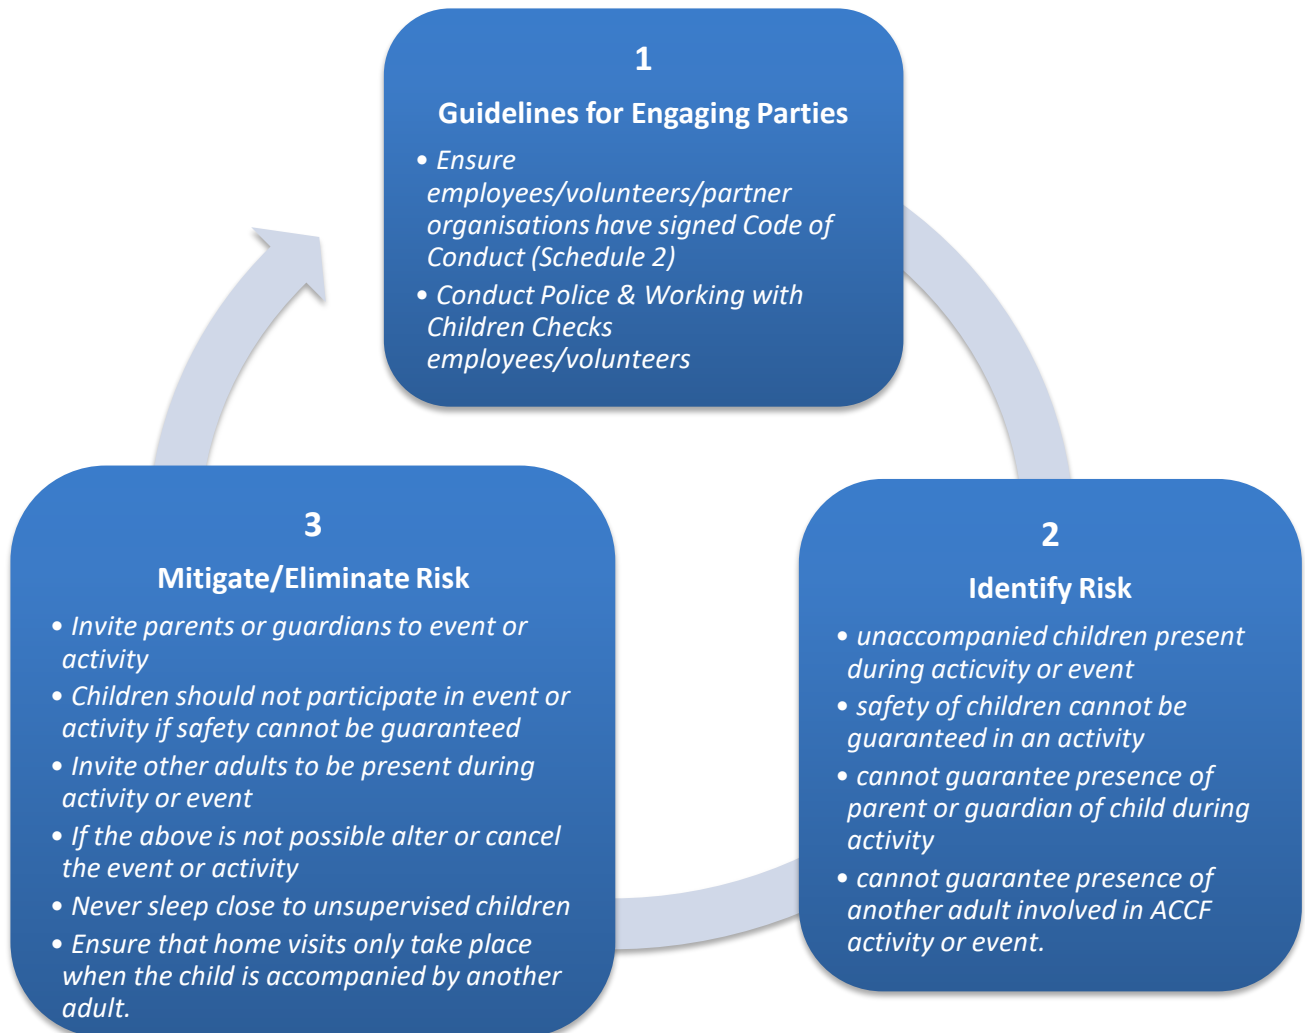 1
Guidelines for Engaging Parties
• Ensure
employees/volunteers/partner
organisations have signed Code of
Conduct (Schedule 2)
• Conduct Police & Working with
Children Checks
employees/volunteers
2
Identify Risk
• unaccompanied children present
during acticvity or event
• safety of children cannot be
guaranteed in an activity
• cannot guarantee presence of
parent or guardian of child during
activity
• cannot guarantee presence of
another adult involved in ACCF
activity or event.
3
Mitigate/Eliminate Risk
• Invite parents or guardians to event or
activity
• Children should not participate in event or
activity if safety cannot be guaranteed
• Invite other adults to be present during
activity or event
• If the above is not possible alter or cancel
the event or activity
• Never sleep close to unsupervised children
• Ensure that home visits only take place
when the child is accompanied by another
adult.